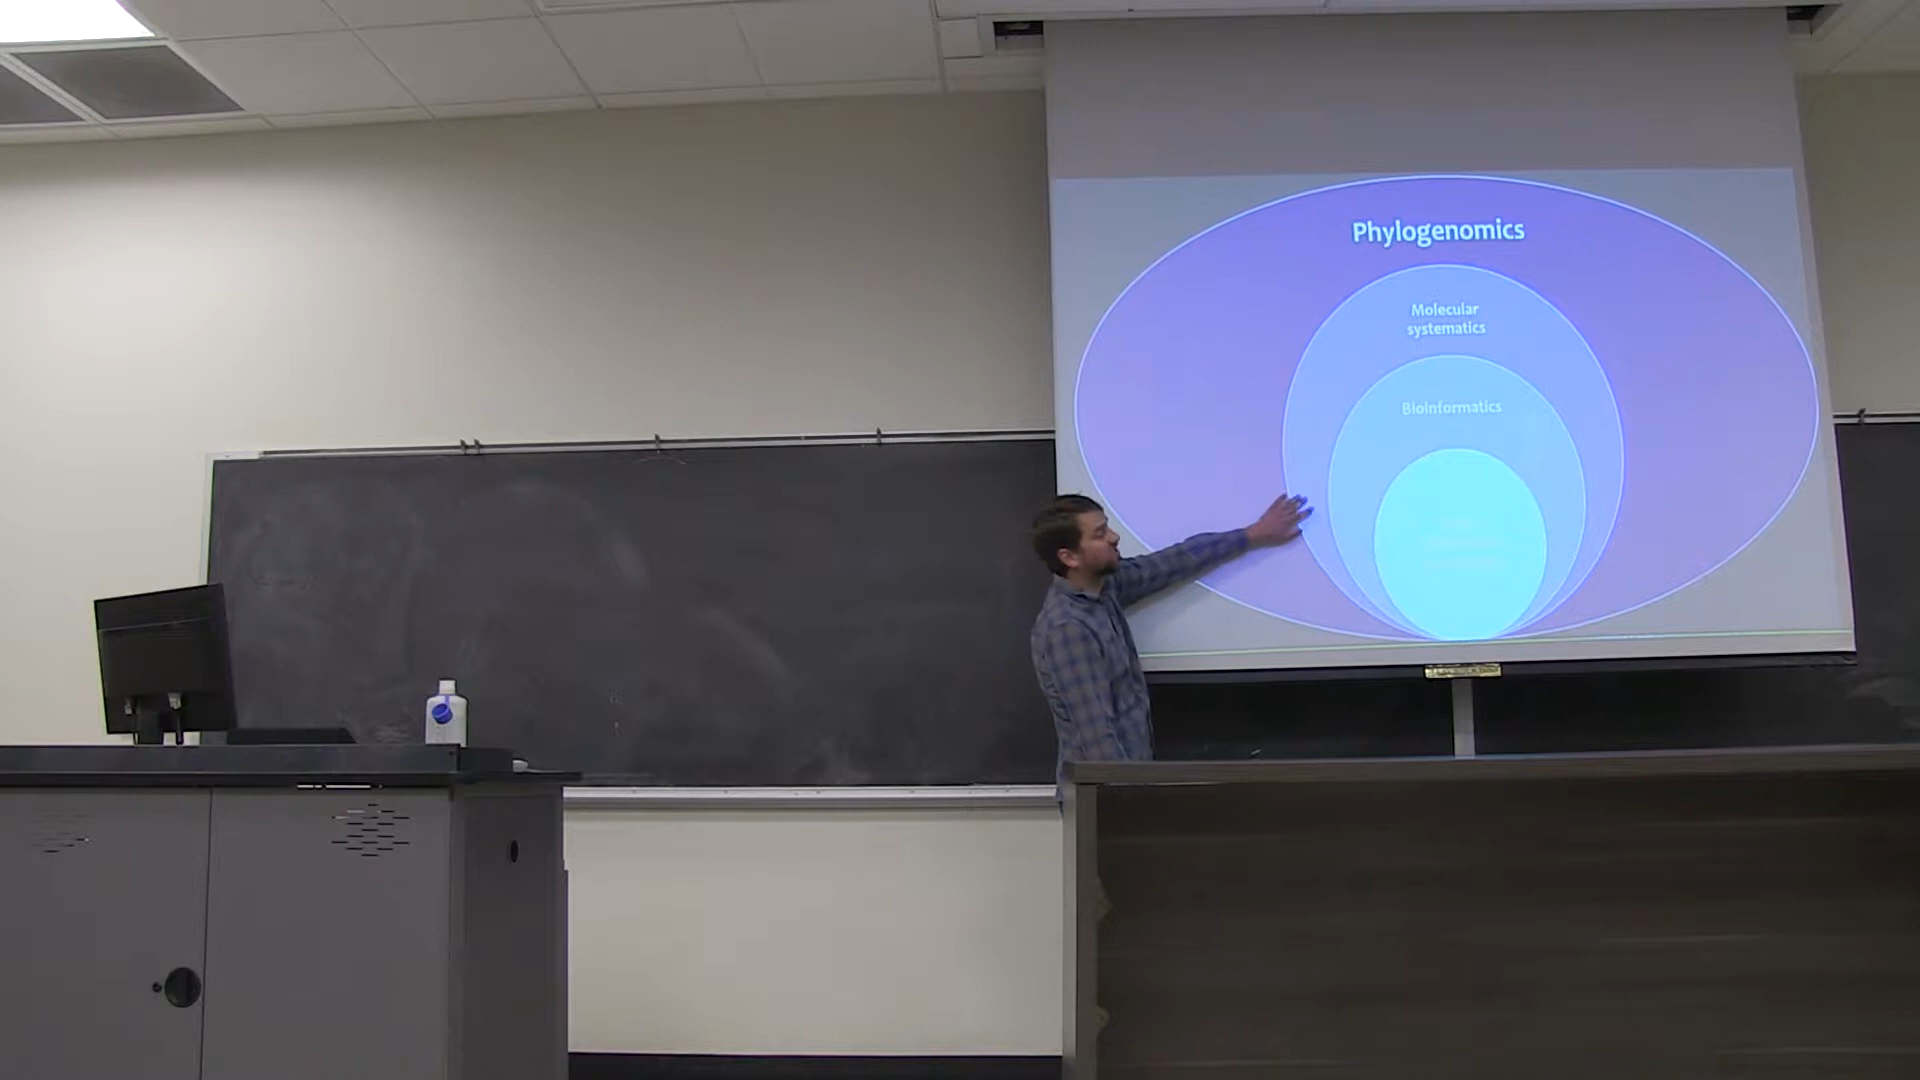 Phylogenomics
Molecular
systematics
Bioinformatics